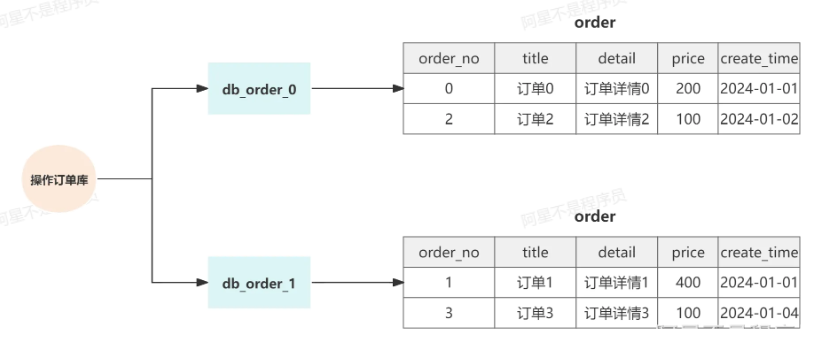 阿星不是程序员
阿星不是程序员
order
order_no title detail price create_time
0 订单0 订单详情0 200 2024-01-01
2 订单2 订单详情2 100 2024-01-02
db_order_0
操作订单库
阿星不是程序员
阿星不是程序员
order
order_no title detail price create_time
1 订单1 订单详情1 400 2024-01-01
3 订单3 订单详情3 100 2024-01-04
db_order_1